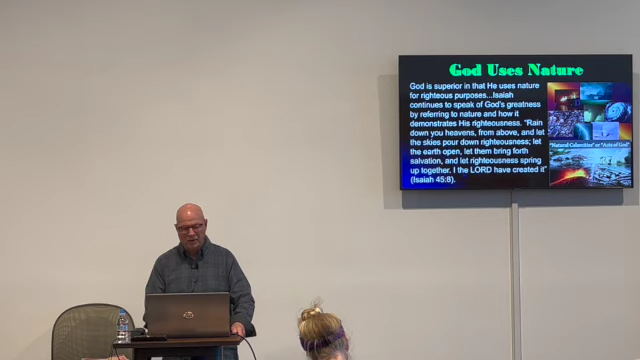 God Uses Nature
God is superior in that He uses nature
for righteous purposes...Isaiah
continues to speak of God's greatness
by referring to nature and how it
demonstrates His righteousness. "Rain
down you heavens, from above, and let
the skies pour down righteousness; let
the earth open, let them bring forth
salvation, and let righteousness spring
up together. I the LORD have created it"
(Isaiah 45:8).
"Natural Calamities" or "Acts of God"
hp